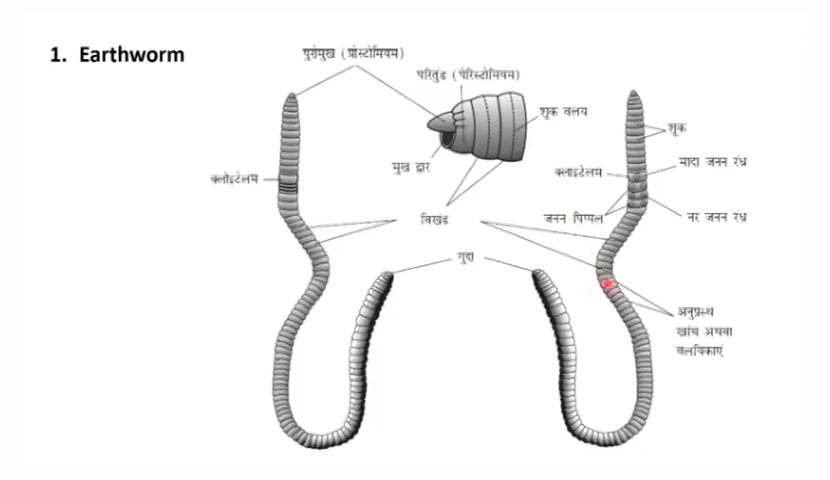 1. Earthworm
पुरोमुख (प्रोस्टोमियम)
परितुंड (पेरिस्टोमियम)
शूक वलय
शूक
मुख द्वार
क्लाइटेलम
मादा जनन रंध्र
क्लोइटेलम
विखंड
जनन पिप्पल
नर जनन रंध्र
गुदा
अनुप्रस्थ
खांच अथवा
वलयिकाएं